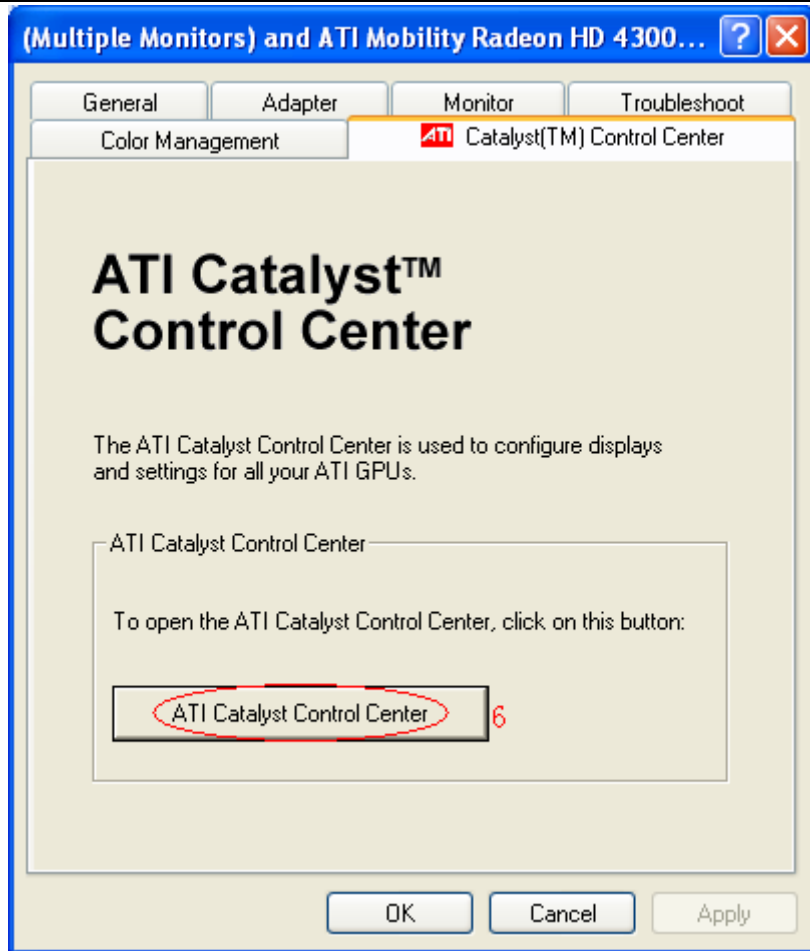 (Multiple Monitors) and ATI Mobility Radeon HD 4300... ?
General Adapter Monitor Troubleshoot
Color Management ATI Catalyst(TM) Control Center
ATI Catalyst™
Control Center
The ATI Catalyst Control Center is used to configure displays
and settings for all your ATI GPUs.
ATI Catalyst Control Center
To open the ATI Catalyst Control Center, click on this button:
ATI Catalyst Control Center 6
OK Cancel Apply